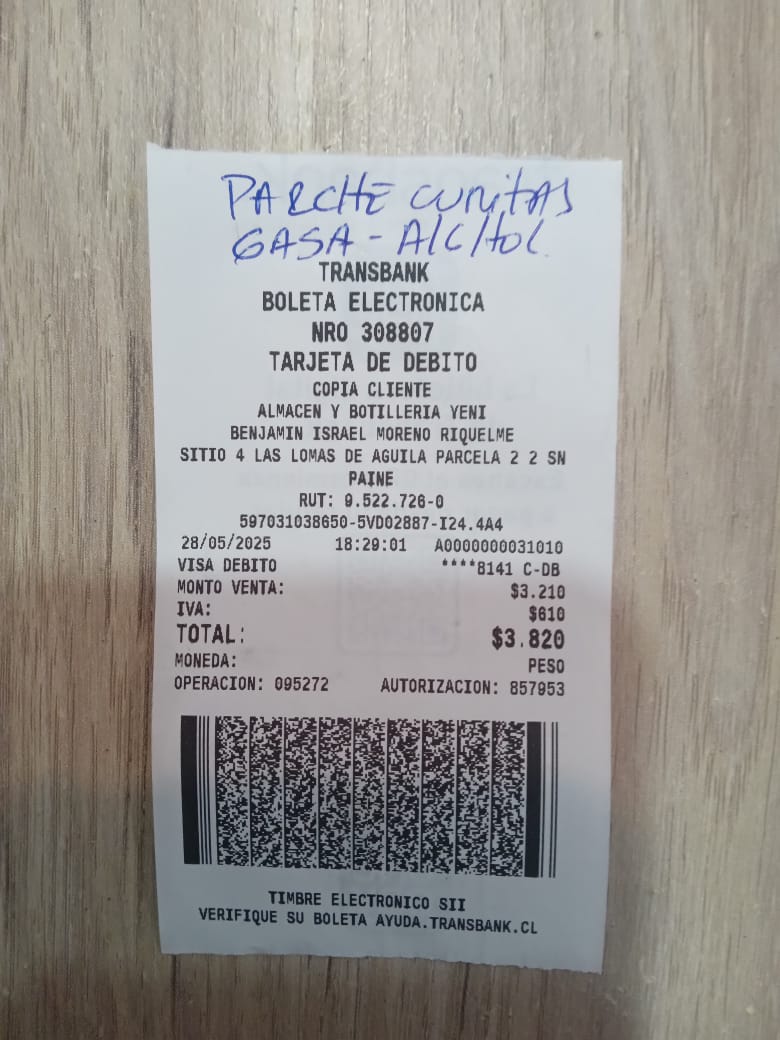 PARCHE CURITAS
GASA - Alc/HOL
TRANSBANK
BOLETA ELECTRONICA
NRO 308807
TARJETA DE DEBITO
COPIA CLIENTE
ALMACEN Y BOTILLERIA YENI
BENJAMIN ISRAEL MORENO RIQUELME
SITIO 4 LAS LOMAS DE AGUILA PARCELA 2 2 SN
PAINE
RUT: 9.522.726-0
597031038650-5VD02887-I24.4A4
28/05/2025 18:29:01 A0000000031010
VISA DEBITO ****8141 C-DB
MONTO VENTA: $3.210
IVA: $610
TOTAL: $3.820
MONEDA: PESO
OPERACION: 095272 AUTORIZACION: 857953
TIMBRE ELECTRONICO SII
VERIFIQUE SU BOLETA AYUDA.TRANSBANK.CL